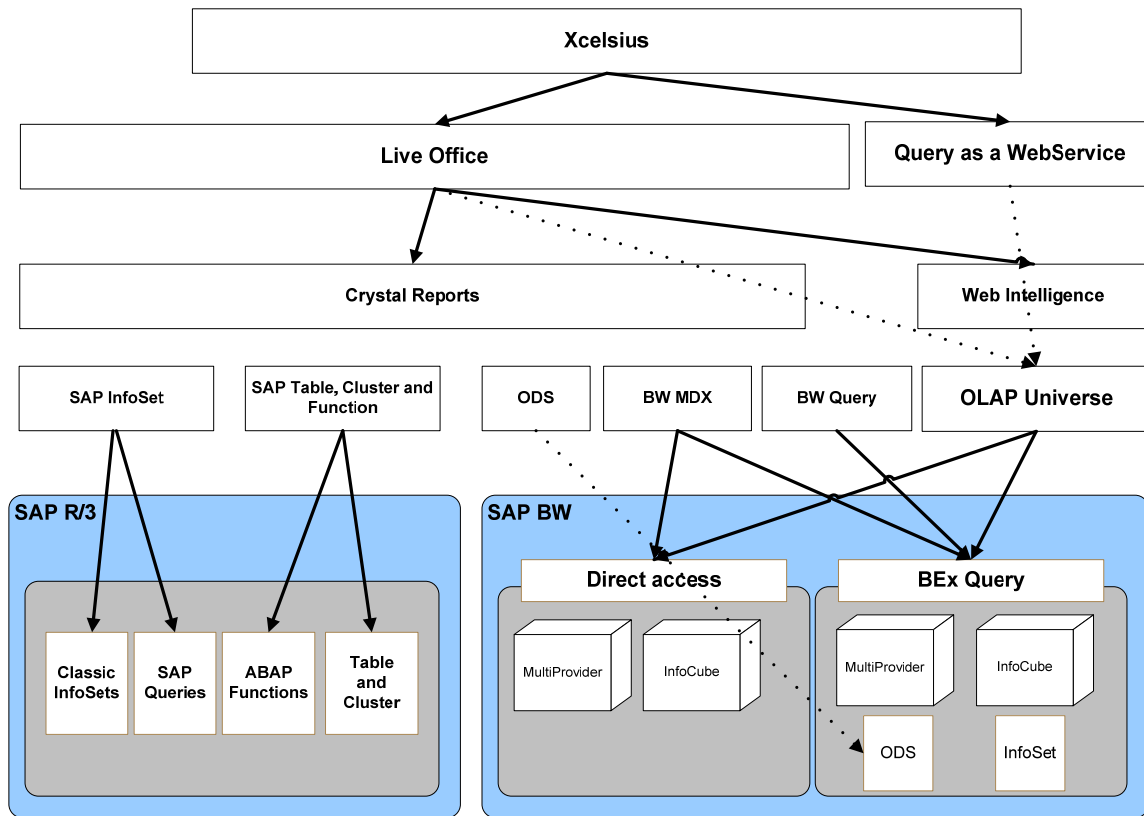 Xcelsius
Live Office
Query as a WebService
Crystal Reports
Web Intelligence
SAP InfoSet
SAP Table, Cluster and
Function
ODS
BW MDX
BW Query
OLAP Universe
SAP R/3
SAP BW
Direct access
BEx Query
Classic
InfoSets
SAP
Queries
ABAP
Functions
Table
and
Cluster
MultiProvider
InfoCube
MultiProvider
InfoCube
ODS
InfoSet